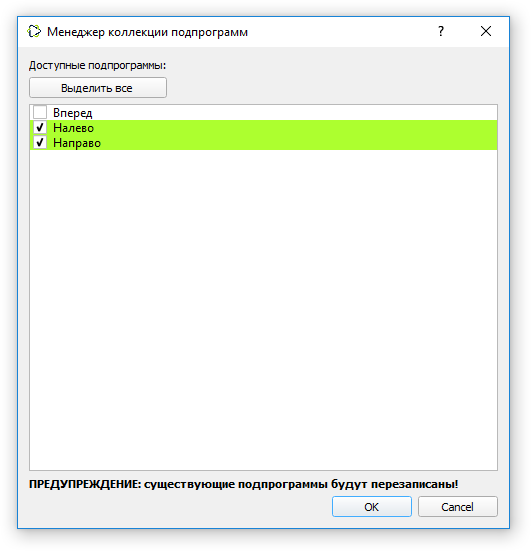 Менеджер коллекции подпрограмм
?
Доступные подпрограммы:
Выделить все
Вперед
Налево
Направо
ПРЕДУПРЕЖДЕНИЕ: существующие подпрограммы будут перезаписаны!
OK
Cancel